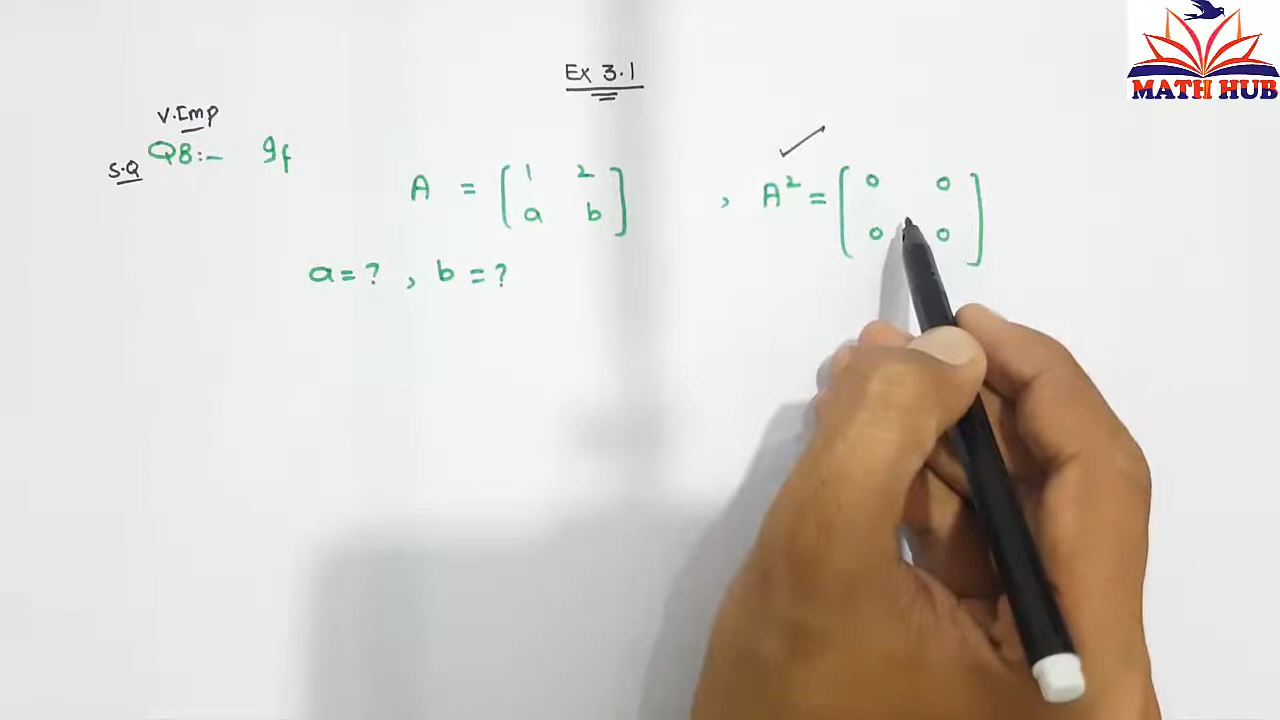 MATH HUB
Ex 3.1
V.Imp
S.Q Q8:- If A = [1 2 a b] , A² = [0 0 0 0]
a = ? , b = ?